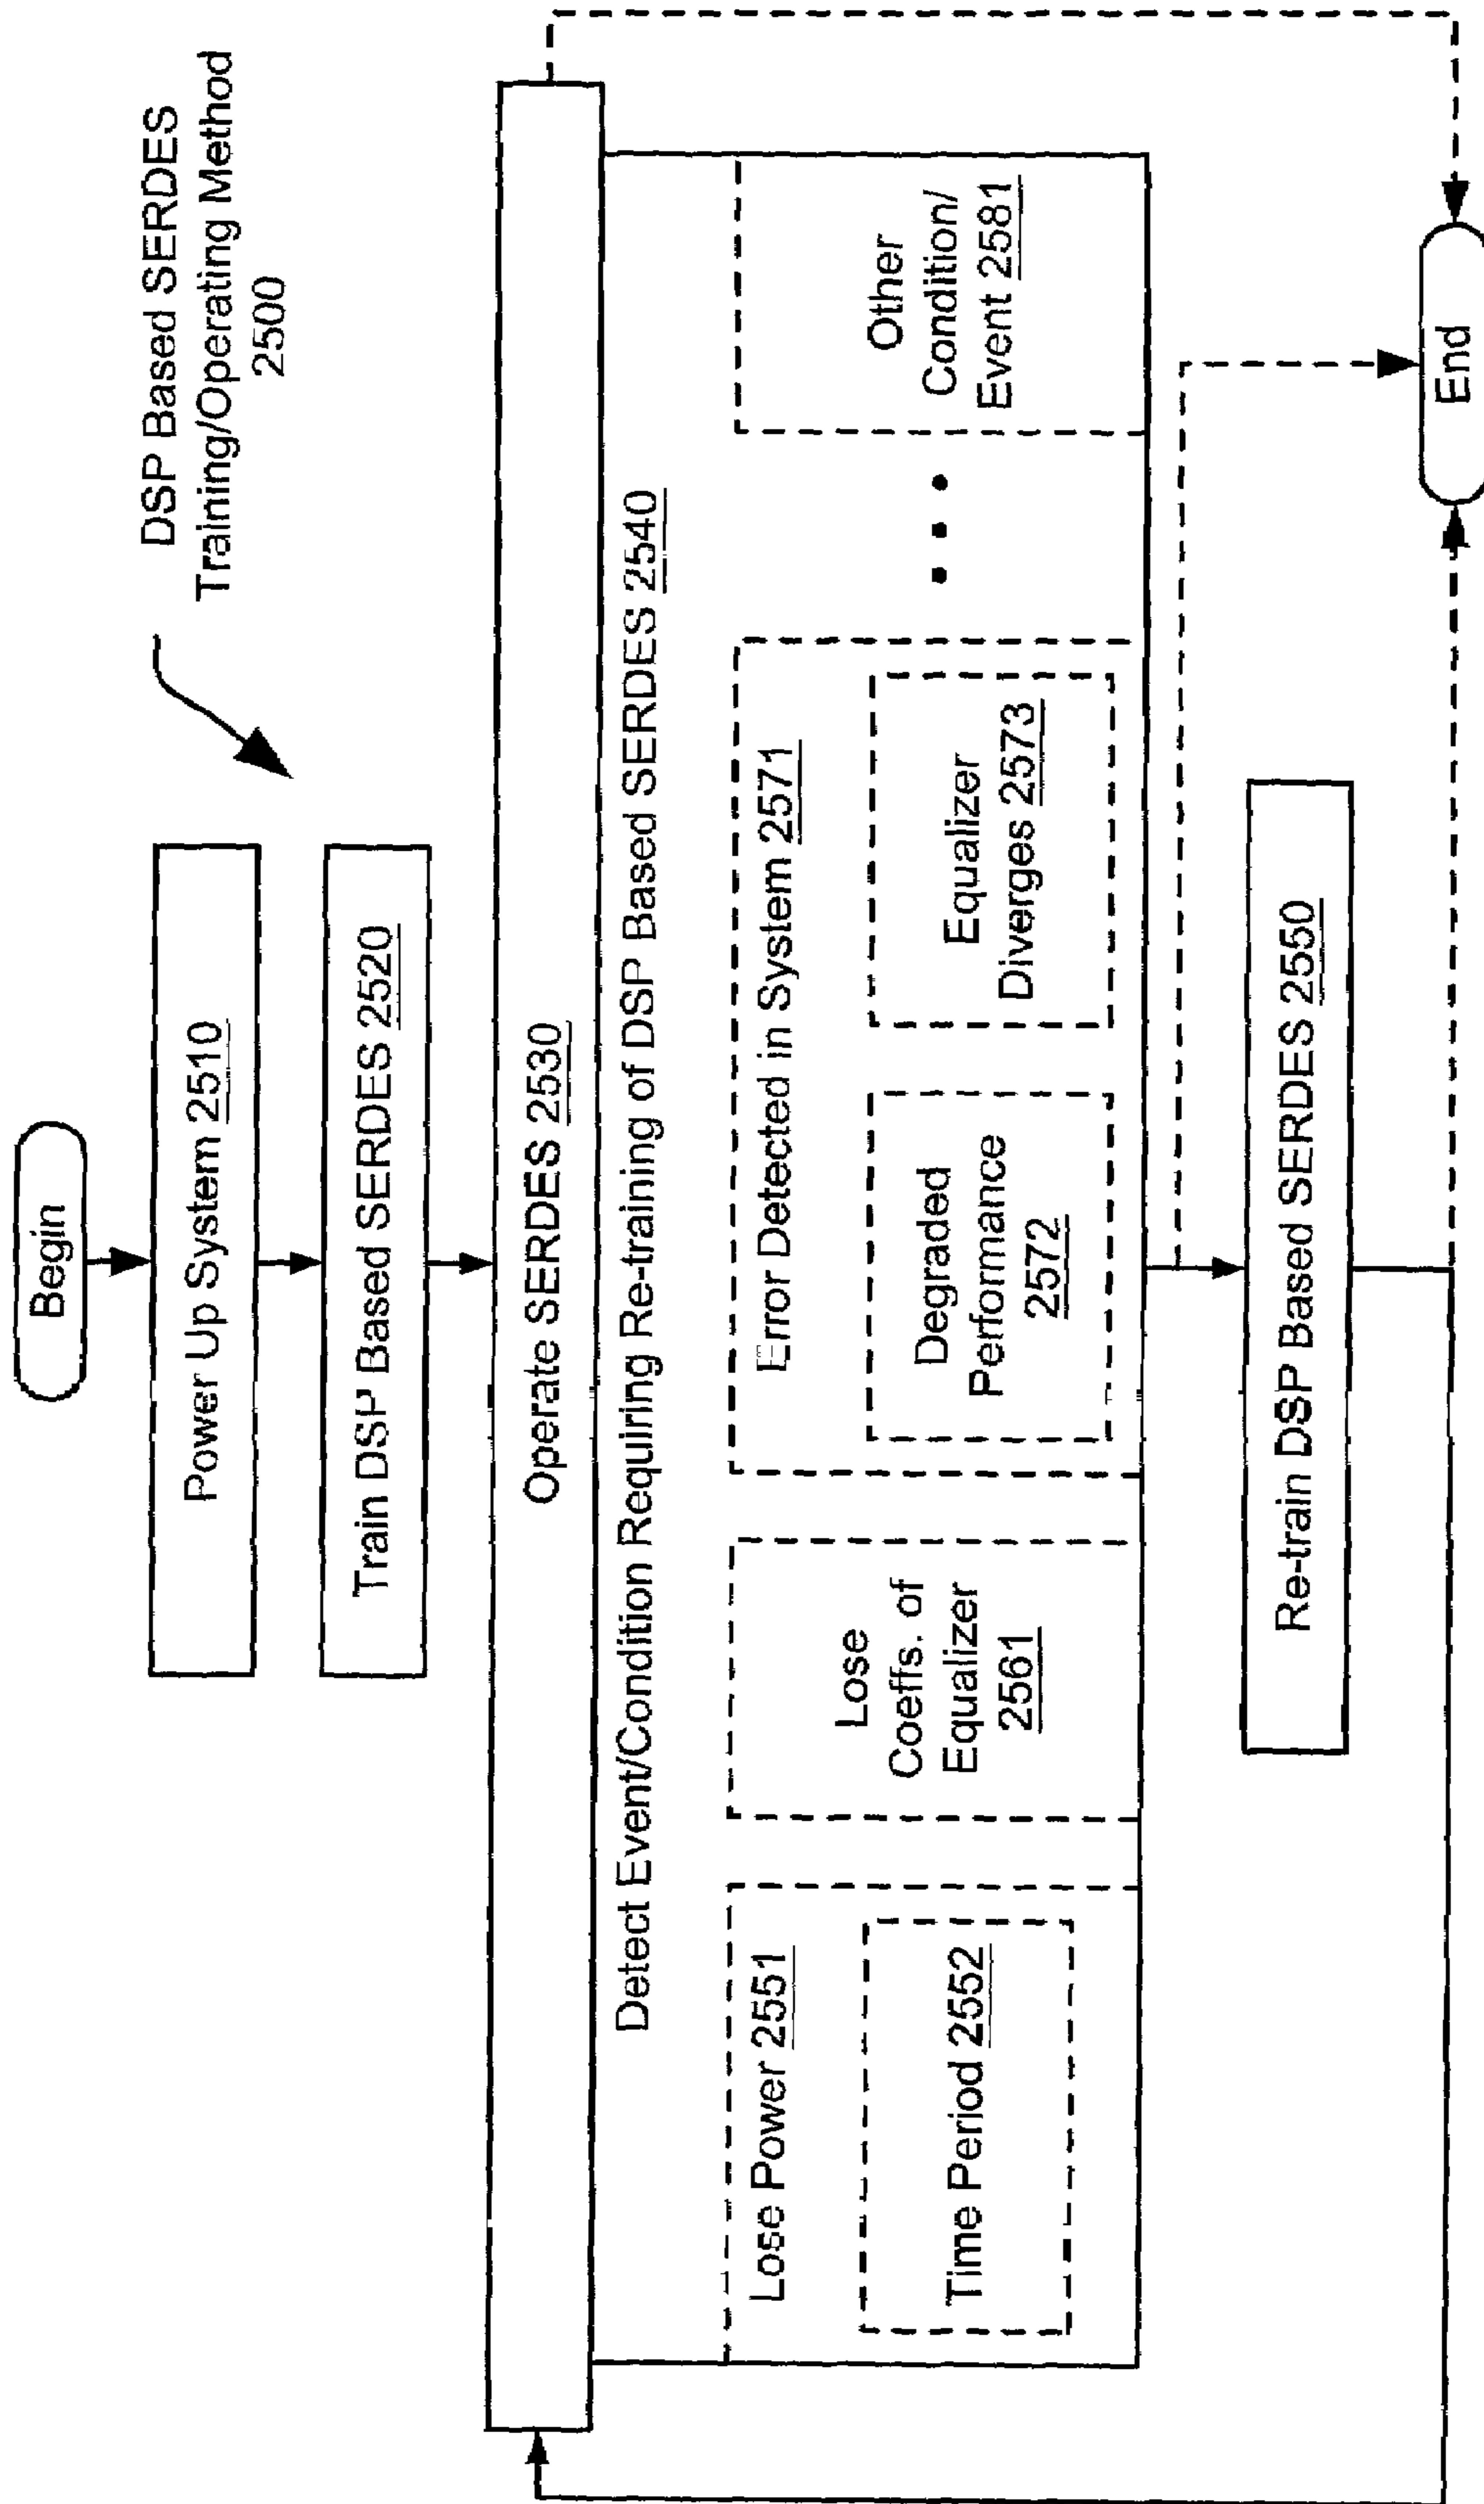 DSP Based SERDES
Training/Operating Method
2500
Begin
Power Up System 2510
Train DSP Based SERDES 2520
Operate SERDES 2530
Detect Event/Condition Requiring Re-training of DSP Based SERDES 2540
Lose Power 2551
Time Period 2552
Lose
Coeffs. of
Equalizer
2561
Error Detected in System 2571
Degraded
Performance
2572
Equalizer
Diverges 2573
Other
Condition/
Event 2581
Re-train DSP Based SERDES 2550
End